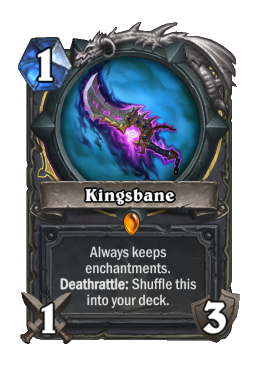 1
Kingsbane
Always keeps
enchantments.
Deathrattle: Shuffle this
into your deck.
1
3